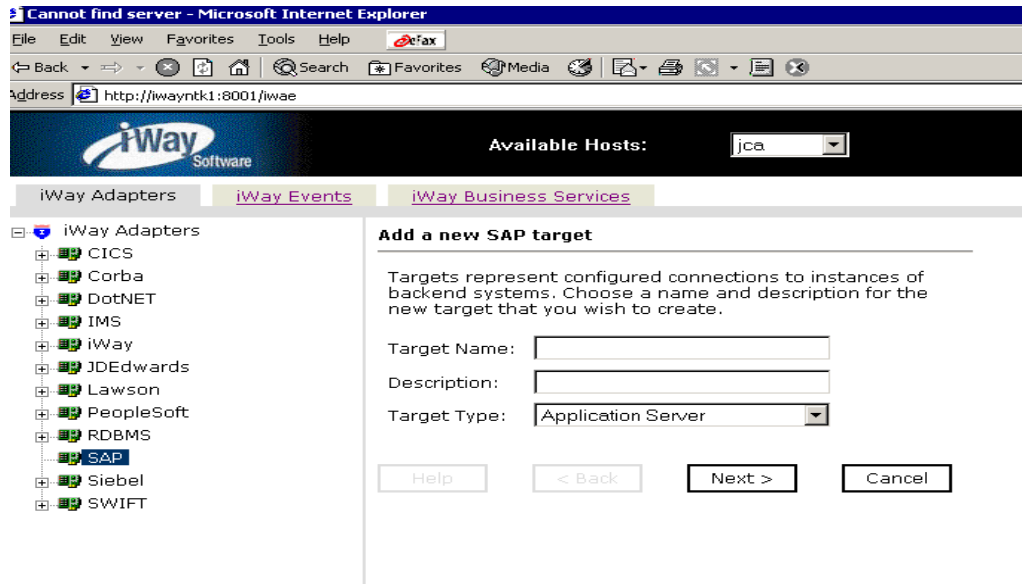 Cannot find server - Microsoft Internet Explorer
File Edit View Favorites Tools Help
Back Search Favorites Media
Address http://iwayntk1:8001/iwae
iWay Software
Available Hosts: jca
iWay Adapters iWay Events iWay Business Services
iWay Adapters
CICS
Corba
DotNET
IMS
iWay
JDEdwards
Lawson
PeopleSoft
RDBMS
SAP
Siebel
SWIFT
Add a new SAP target
Targets represent configured connections to instances of
backend systems. Choose a name and description for the
new target that you wish to create.
Target Name:
Description:
Target Type: Application Server
Help < Back Next > Cancel